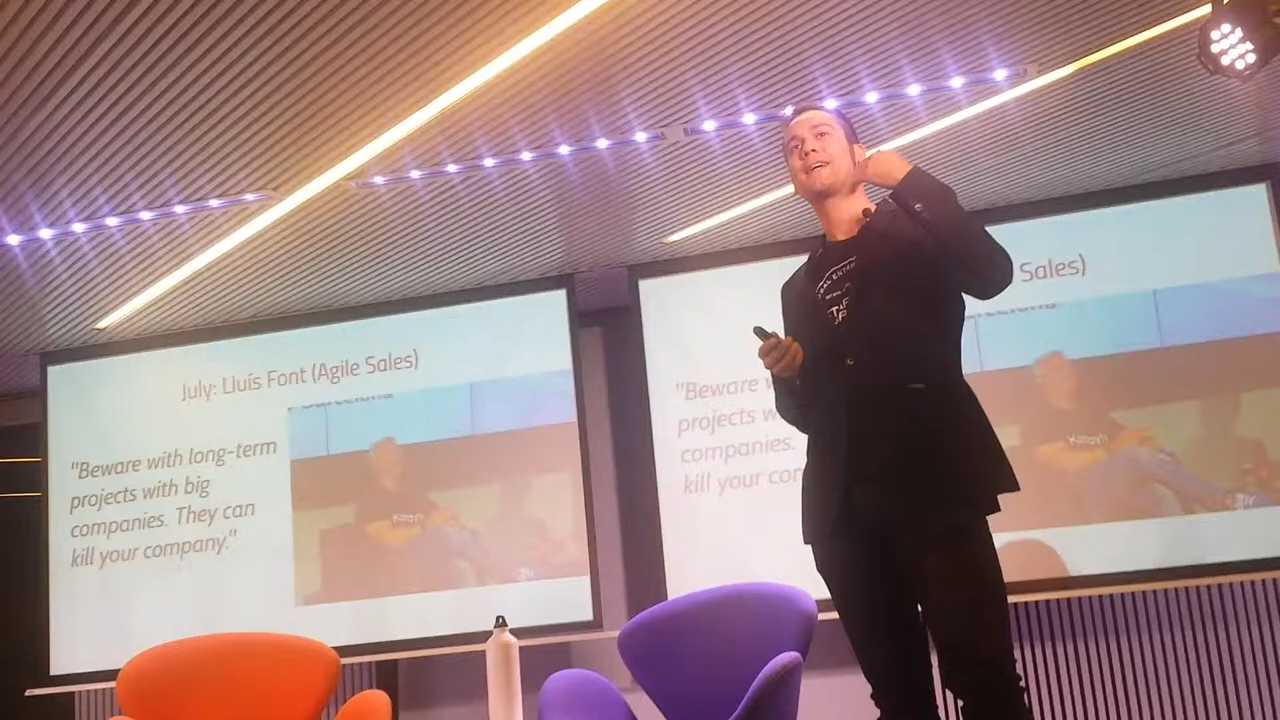 July: Lluís Font (Agile Sales)
"Beware with long-term
projects with big
companies. They can
kill your company."
Sales)
"Beware
projects
companies.
kill your